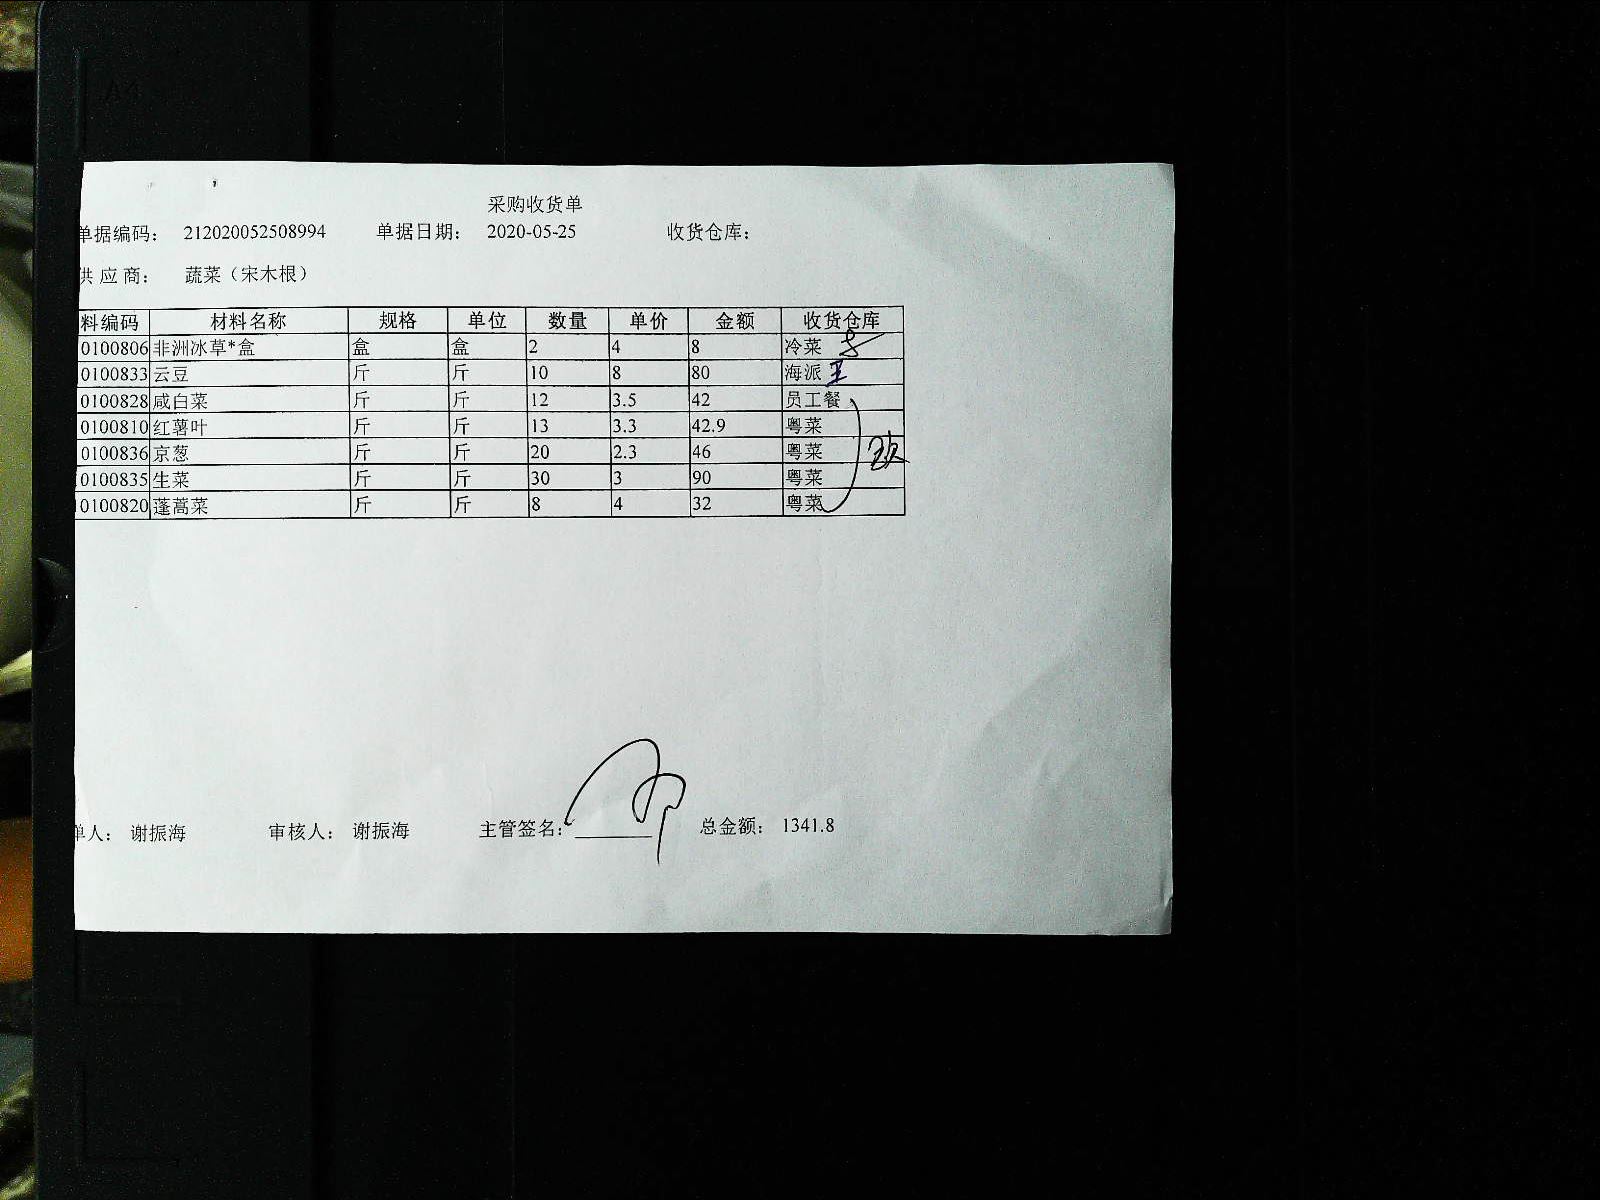 采购收货单
单据编码： 212020052508994 单据日期： 2020-05-25 收货仓库：
供应商： 蔬菜（宋木根）
料编码 材料名称 规格 单位 数量 单价 金额 收货仓库
0100806 非洲冰草*盒 盒 盒 2 4 8 冷菜
0100833 云豆 斤 斤 10 8 80 海派 王
0100828 咸白菜 斤 斤 12 3.5 42 员工餐
0100810 红薯叶 斤 斤 13 3.3 42.9 粤菜
0100836 京葱 斤 斤 20 2.3 46 粤菜
0100835 生菜 斤 斤 30 3 90 粤菜
0100820 蓬蒿菜 斤 斤 8 4 32 粤菜
单人： 谢振海 审核人： 谢振海 主管签名： 总金额： 1341.8